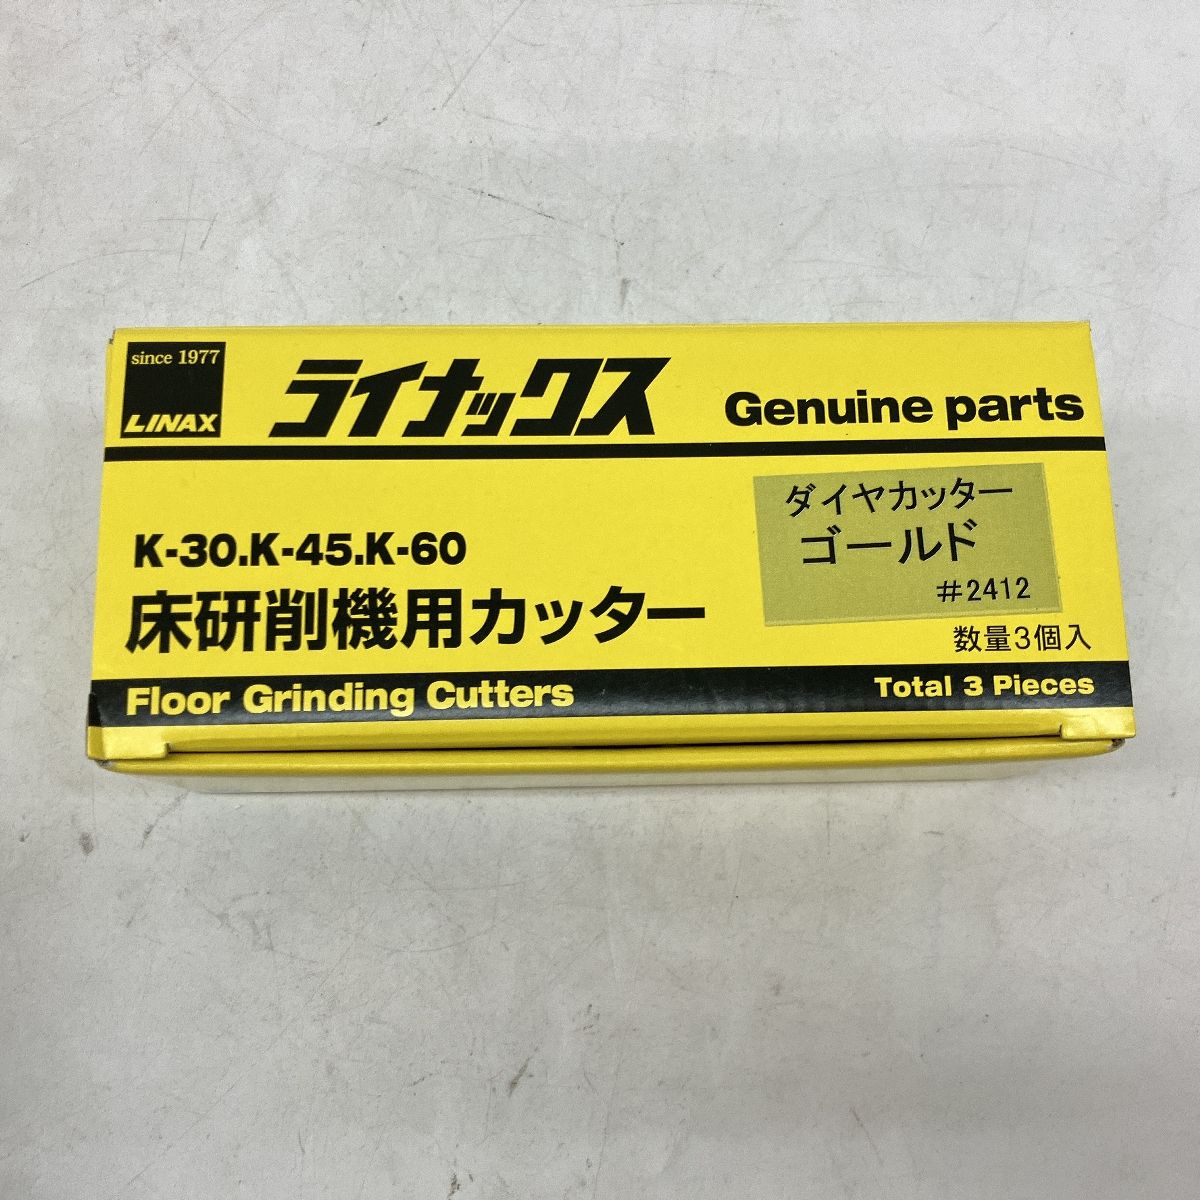 since 1977
LINAX
ライナックス
Genuine parts
K-30.K-45.K-60
床研削機用カッター
ダイヤカッター
ゴールド
#2412
数量3個入
Floor Grinding Cutters
Total 3 Pieces